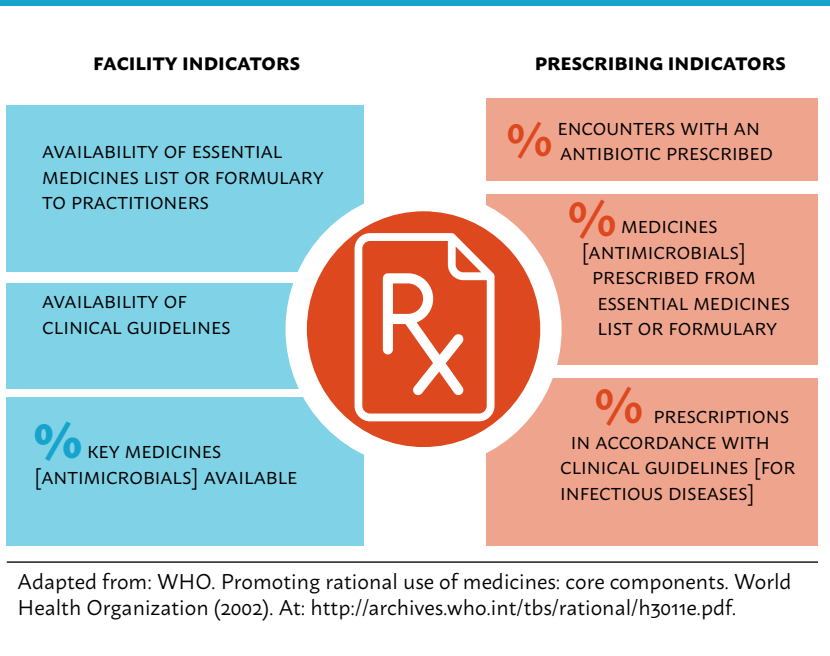 FACILITY INDICATORS
AVAILABILITY OF ESSENTIAL
MEDICINES LIST OR FORMULARY
TO PRACTITIONERS
AVAILABILITY OF
CLINICAL GUIDELINES
% KEY MEDICINES
[ANTIMICROBIALS] AVAILABLE
Rx
PRESCRIBING INDICATORS
% ENCOUNTERS WITH AN
ANTIBIOTIC PRESCRIBED
% MEDICINES
[ANTIMICROBIALS]
PRESCRIBED FROM
ESSENTIAL MEDICINES
LIST OR FORMULARY
% PRESCRIPTIONS
IN ACCORDANCE WITH
CLINICAL GUIDELINES [FOR
INFECTIOUS DISEASES]
Adapted from: WHO. Promoting rational use of medicines: core components. World
Health Organization (2002). At: http://archives.who.int/tbs/rational/h3011e.pdf.